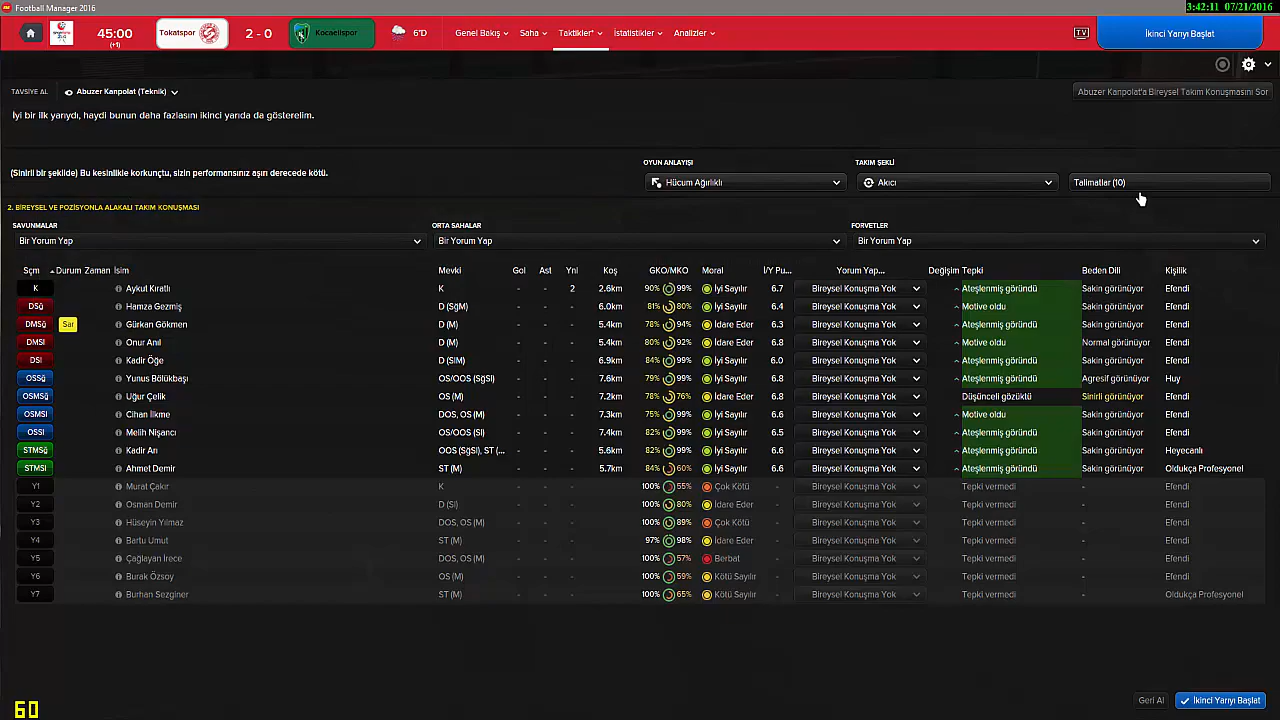 Football Manager 2016
3:42:11 07/21/2016
45:00
(+1)
Tokatspor
2 - 0
Kocaelispor
6°D
Genel Bakış
Saha
Taktikler*
İstatistikler
Analizler
TV
İkinci Yarıyı Başlat
TAVSİYE AL
Abuzer Kanpolat (Teknik)
Abuzer Kanpolat'a Bireysel Takım Konuşmasını Sor
İyi bir ilk yarıydı, haydi bunun daha fazlasını ikinci yarıda da gösterelim.
OYUN ANLAYIŞI
TAKIM ŞEKLİ
(Sinirli bir şekilde) Bu kesinlikle korkunçtu, sizin performansınız aşırı derecede kötü.
Hücum Ağırlıklı
Akıcı
Talimatlar (10)
2. BİREYSEL VE POZİSYONLA ALAKALI TAKIM KONUŞMASI
SAVUNMALAR
ORTA SAHALAR
FORVETLER
Bir Yorum Yap
Bir Yorum Yap
Bir Yorum Yap
Sçm Durum Zaman İsim Mevki Gol Ast Ynl Koş GKO/MKO Moral İ/Y Pu... Yorum Yap... Değişim Tepki Beden Dili Kişilik
K Aykut Kıratlı K - - 2 2.6km 90% 99% İyi Sayılır 6.7 Bireysel Konuşma Yok Ateşlenmiş göründü Sakin görünüyor Efendi
DSğ Hamza Gezmiş D (SğM) - - - 6.0km 81% 80% İyi Sayılır 6.4 Bireysel Konuşma Yok Motive oldu Sakin görünüyor Efendi
DMSğ Sar Gürkan Gökmen D (M) - - - 5.4km 78% 94% İdare Eder 6.3 Bireysel Konuşma Yok Ateşlenmiş göründü Sakin görünüyor Efendi
DMSl Onur Anıl D (M) - - - 5.4km 80% 92% İdare Eder 6.8 Bireysel Konuşma Yok Motive oldu Normal görünüyor Efendi
DSl Kadir Öğe D (SlM) - - - 6.9km 84% 99% İyi Sayılır 6.0 Bireysel Konuşma Yok Ateşlenmiş göründü Sakin görünüyor Efendi
OSSğ Yunus Bölükbaşı OS/OOS (SğSl) - - - 7.6km 79% 99% İyi Sayılır 6.8 Bireysel Konuşma Yok Ateşlenmiş göründü Agresif görünüyor Huy
OSMSğ Uğur Çelik OS (M) - - - 7.2km 78% 76% İdare Eder 6.8 Bireysel Konuşma Yok Düşünceli gözüktü Sinirli görünüyor Efendi
OSMSl Cihan İlkme DOS, OS (M) - - - 7.3km 75% 99% İyi Sayılır 6.6 Bireysel Konuşma Yok Motive oldu Sakin görünüyor Efendi
OSSl Melih Nişancı OS/OOS (Sl) - - - 7.4km 82% 99% İyi Sayılır 6.5 Bireysel Konuşma Yok Ateşlenmiş göründü Sakin görünüyor Efendi
STMSğ Kadir Arı OOS (SğSl), ST (... - - - 5.6km 82% 99% İyi Sayılır 6.6 Bireysel Konuşma Yok Ateşlenmiş göründü Sakin görünüyor Heyecanlı
STMSl Ahmet Demir ST (M) - - - 5.7km 84% 60% İyi Sayılır 6.6 Bireysel Konuşma Yok Ateşlenmiş göründü Sakin görünüyor Oldukça Profesyonel
Y1 Murat Çakır K - - - 100% 55% Çok Kötü - Bireysel Konuşma Yok Tepki vermedi - Efendi
Y2 Osman Demir D (Sl) - - - 100% 80% İdare Eder - Bireysel Konuşma Yok Tepki vermedi - Efendi
Y3 Hüseyin Yılmaz DOS, OS (M) - - - 100% 89% Çok Kötü - Bireysel Konuşma Yok Tepki vermedi - Efendi
Y4 Bartu Umut ST (M) - - - 97% 98% İdare Eder - Bireysel Konuşma Yok Tepki vermedi - Efendi
Y5 Çağlayan İrece DOS, OS (M) - - - 100% 57% Berbat - Bireysel Konuşma Yok Tepki vermedi - Efendi
Y6 Burak Özsoy OS (M) - - - 100% 59% Kötü Sayılır - Bireysel Konuşma Yok Tepki vermedi - Efendi
Y7 Burhan Sezginer ST (M) - - - 100% 65% Kötü Sayılır - Bireysel Konuşma Yok Tepki vermedi - Oldukça Profesyonel
Geri Al
İkinci Yarıyı Başlat
60